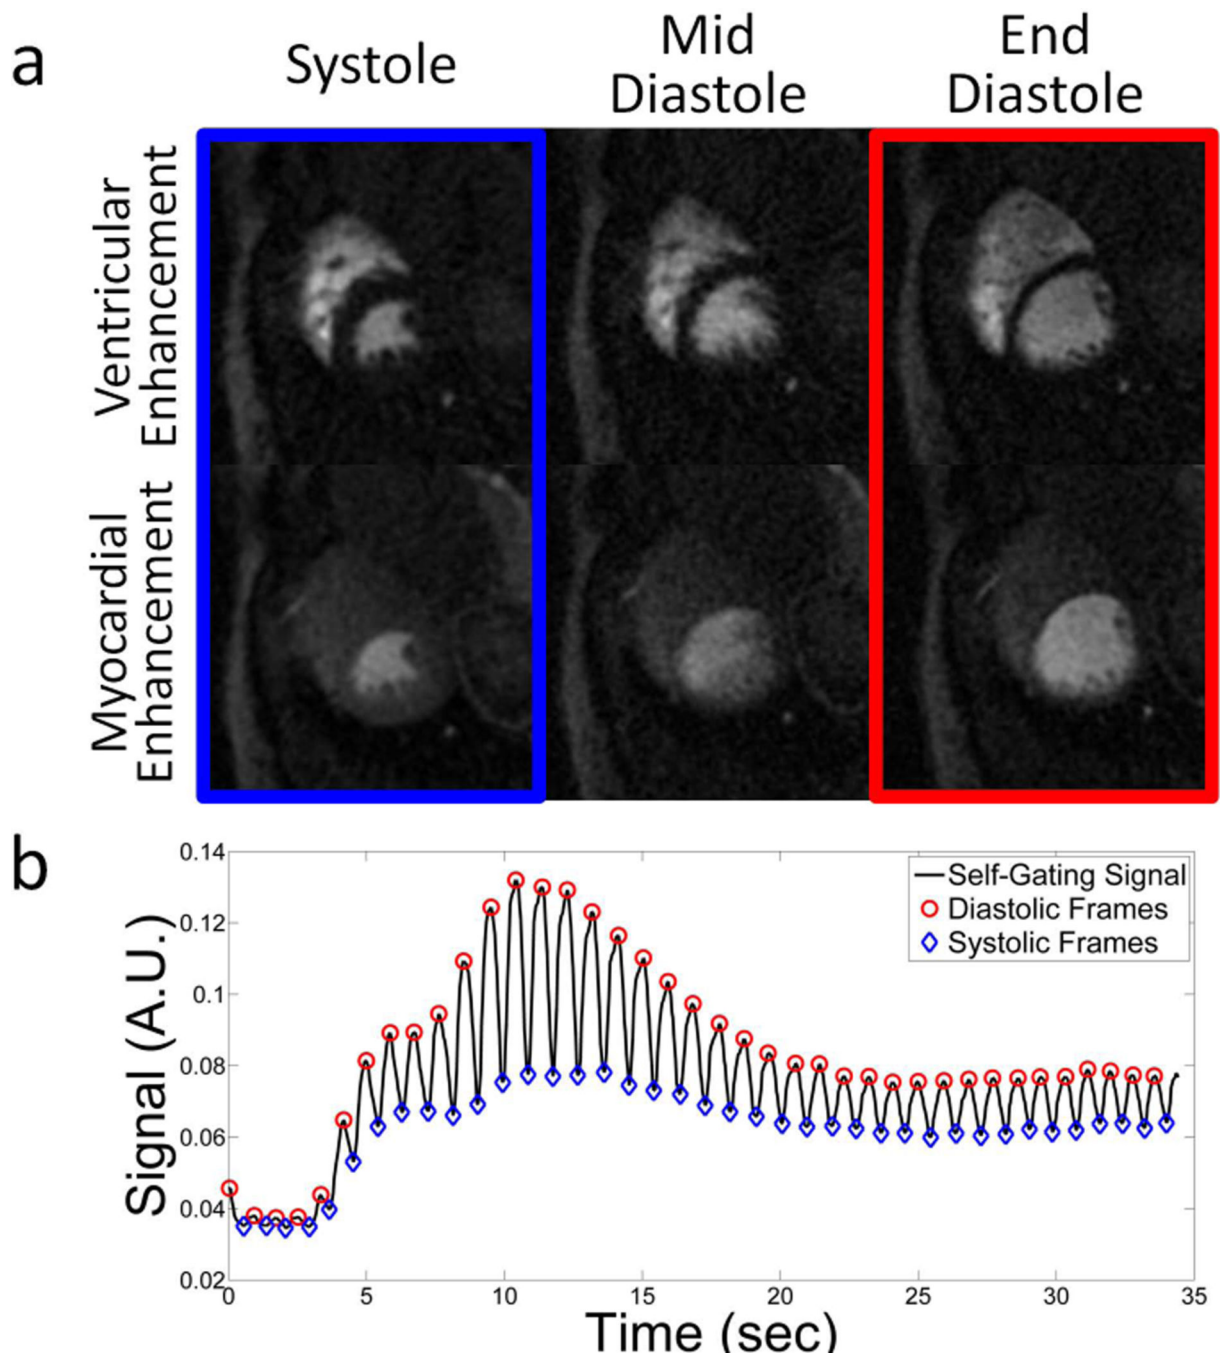 a
Systole
Mid
Diastole
End
Diastole
Ventricular
Enhancement
Myocardial
Enhancement
b
Signal (A.U.)
0.14
0.12
0.1
0.08
0.06
0.04
0.02
Self-Gating Signal
Diastolic Frames
Systolic Frames
0
5
10
15
20
25
30
35
Time (sec)